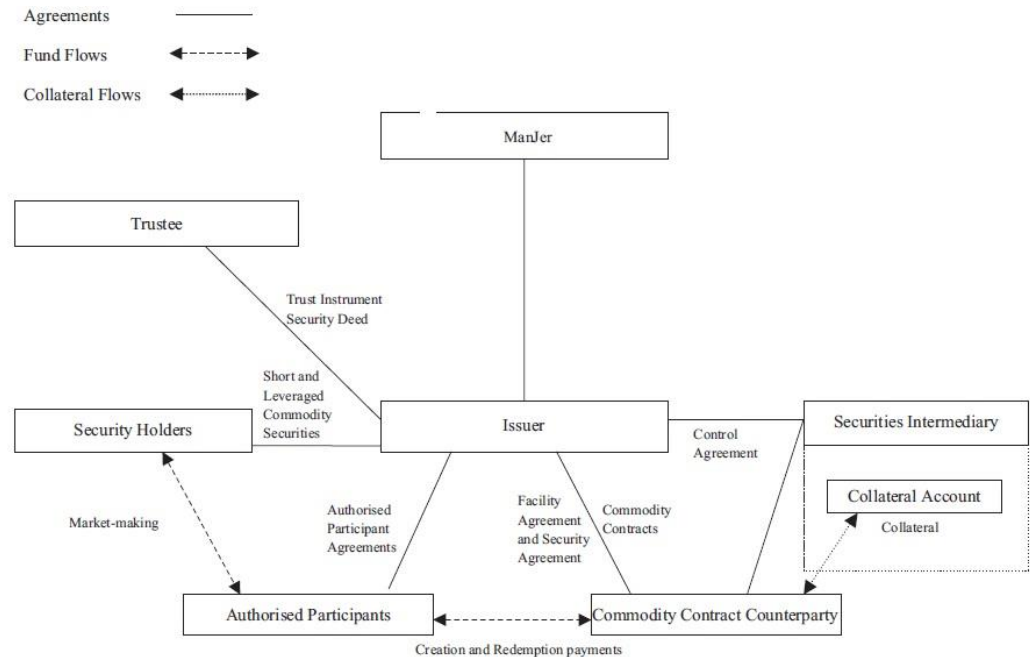 Agreements
Fund Flows
Collateral Flows
ManJer
Trustee
Trust Instrument
Security Deed
Short and
Leveraged
Commodity
Securities
Security Holders
Issuer
Securities Intermediary
Control
Agreement
Collateral Account
Collateral
Market-making
Authorised
Participant
Agreements
Facility
Agreement
and Security
Agreement
Commodity
Contracts
Authorised Participants
Commodity Contract Counterparty
Creation and Redemption payments